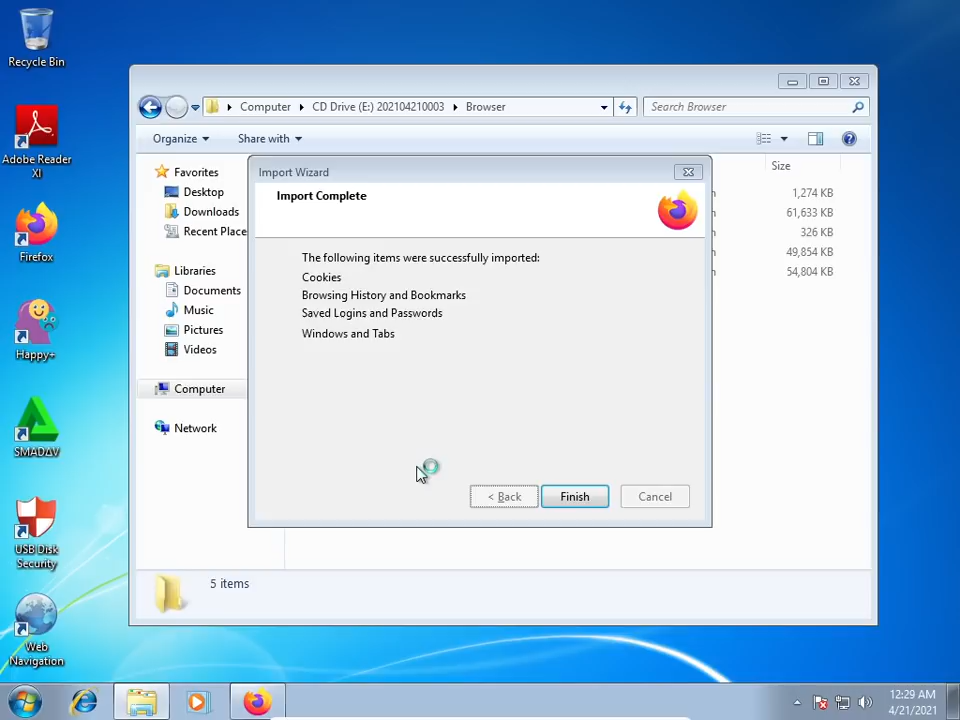 Recycle Bin
Adobe Reader
XI
Firefox
Happy+
SMADΔV
USB Disk
Security
Web
Navigation
Computer
CD Drive (E:) 202104210003
Browser
Search Browser
Organize
Share with
Favorites
Desktop
Downloads
Recent Place
Libraries
Documents
Music
Pictures
Videos
Computer
Network
Size
1,274 KB
61,633 KB
326 KB
49,854 KB
54,804 KB
Import Wizard
Import Complete
The following items were successfully imported:
Cookies
Browsing History and Bookmarks
Saved Logins and Passwords
Windows and Tabs
< Back
Finish
Cancel
5 items
12:29 AM
4/21/2021